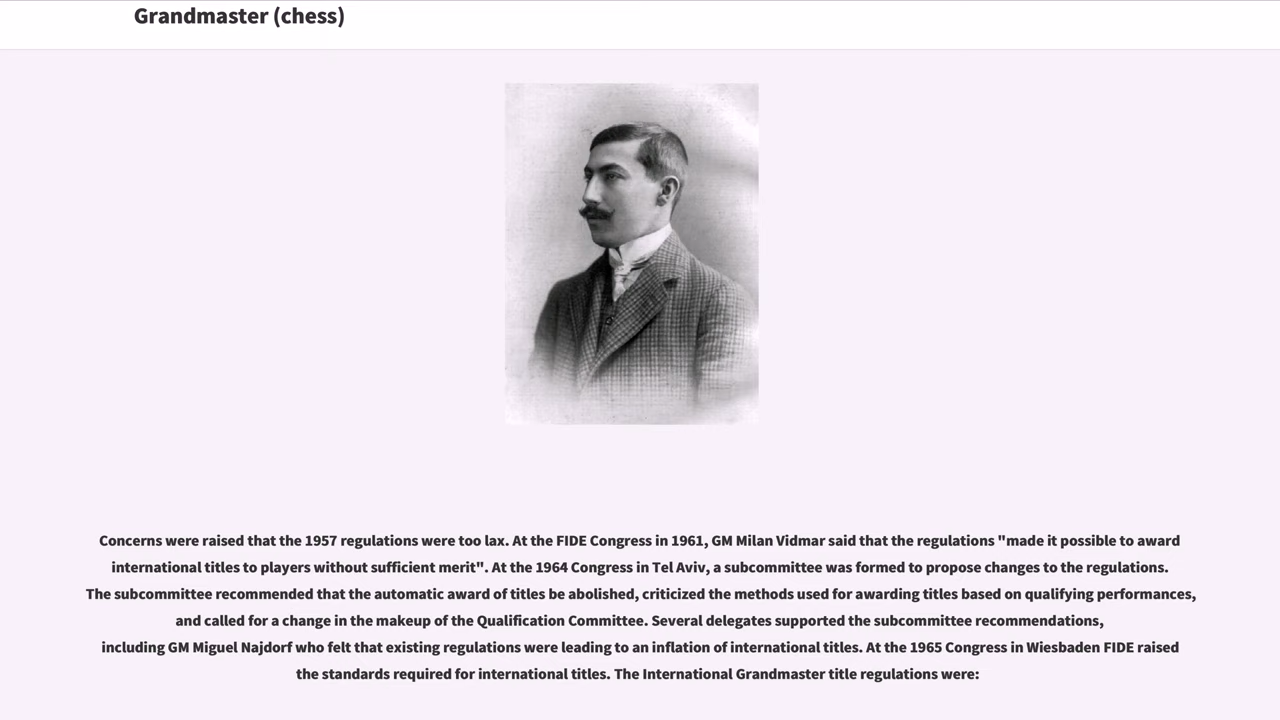 Grandmaster (chess)
Concerns were raised that the 1957 regulations were too lax. At the FIDE Congress in 1961, GM Milan Vidmar said that the regulations "made it possible to award
international titles to players without sufficient merit". At the 1964 Congress in Tel Aviv, a subcommittee was formed to propose changes to the regulations.
The subcommittee recommended that the automatic award of titles be abolished, criticized the methods used for awarding titles based on qualifying performances,
and called for a change in the makeup of the Qualification Committee. Several delegates supported the subcommittee recommendations,
including GM Miguel Najdorf who felt that existing regulations were leading to an inflation of international titles. At the 1965 Congress in Wiesbaden FIDE raised
the standards required for international titles. The International Grandmaster title regulations were: